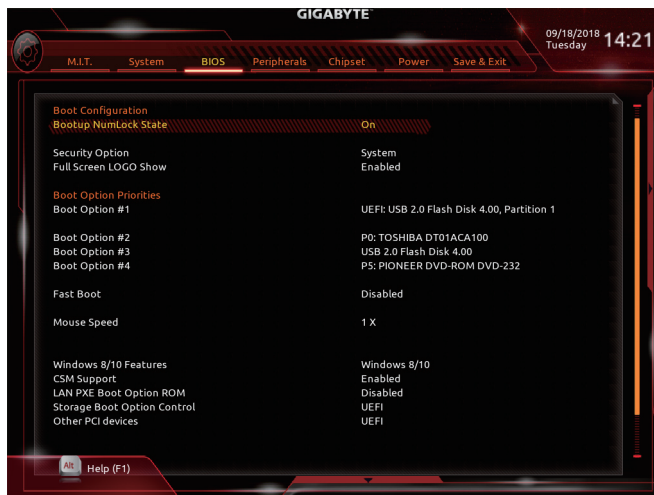 GIGABYTE™
09/18/2018 Tuesday 14:21
M.I.T. System BIOS Peripherals Chipset Power Save & Exit
Boot Configuration
Bootup NumLock State On
Security Option System
Full Screen LOGO Show Enabled
Boot Option Priorities
Boot Option #1 UEFI: USB 2.0 Flash Disk 4.00, Partition 1
Boot Option #2 P0: TOSHIBA DT01ACA100
Boot Option #3 USB 2.0 Flash Disk 4.00
Boot Option #4 P5: PIONEER DVD-ROM DVD-232
Fast Boot Disabled
Mouse Speed 1 X
Windows 8/10 Features Windows 8/10
CSM Support Enabled
LAN PXE Boot Option ROM Disabled
Storage Boot Option Control UEFI
Other PCI devices UEFI
Alt Help (F1)